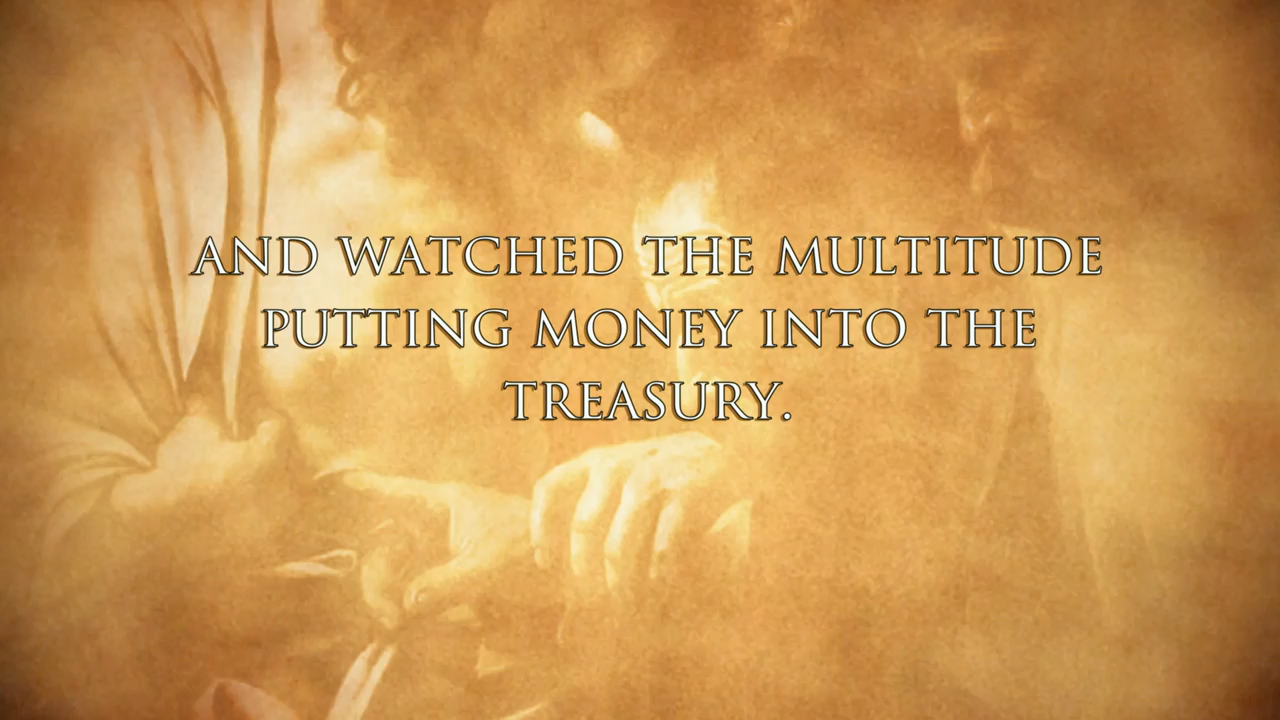 AND WATCHED THE MULTITUDE
PUTTING MONEY INTO THE
TREASURY.